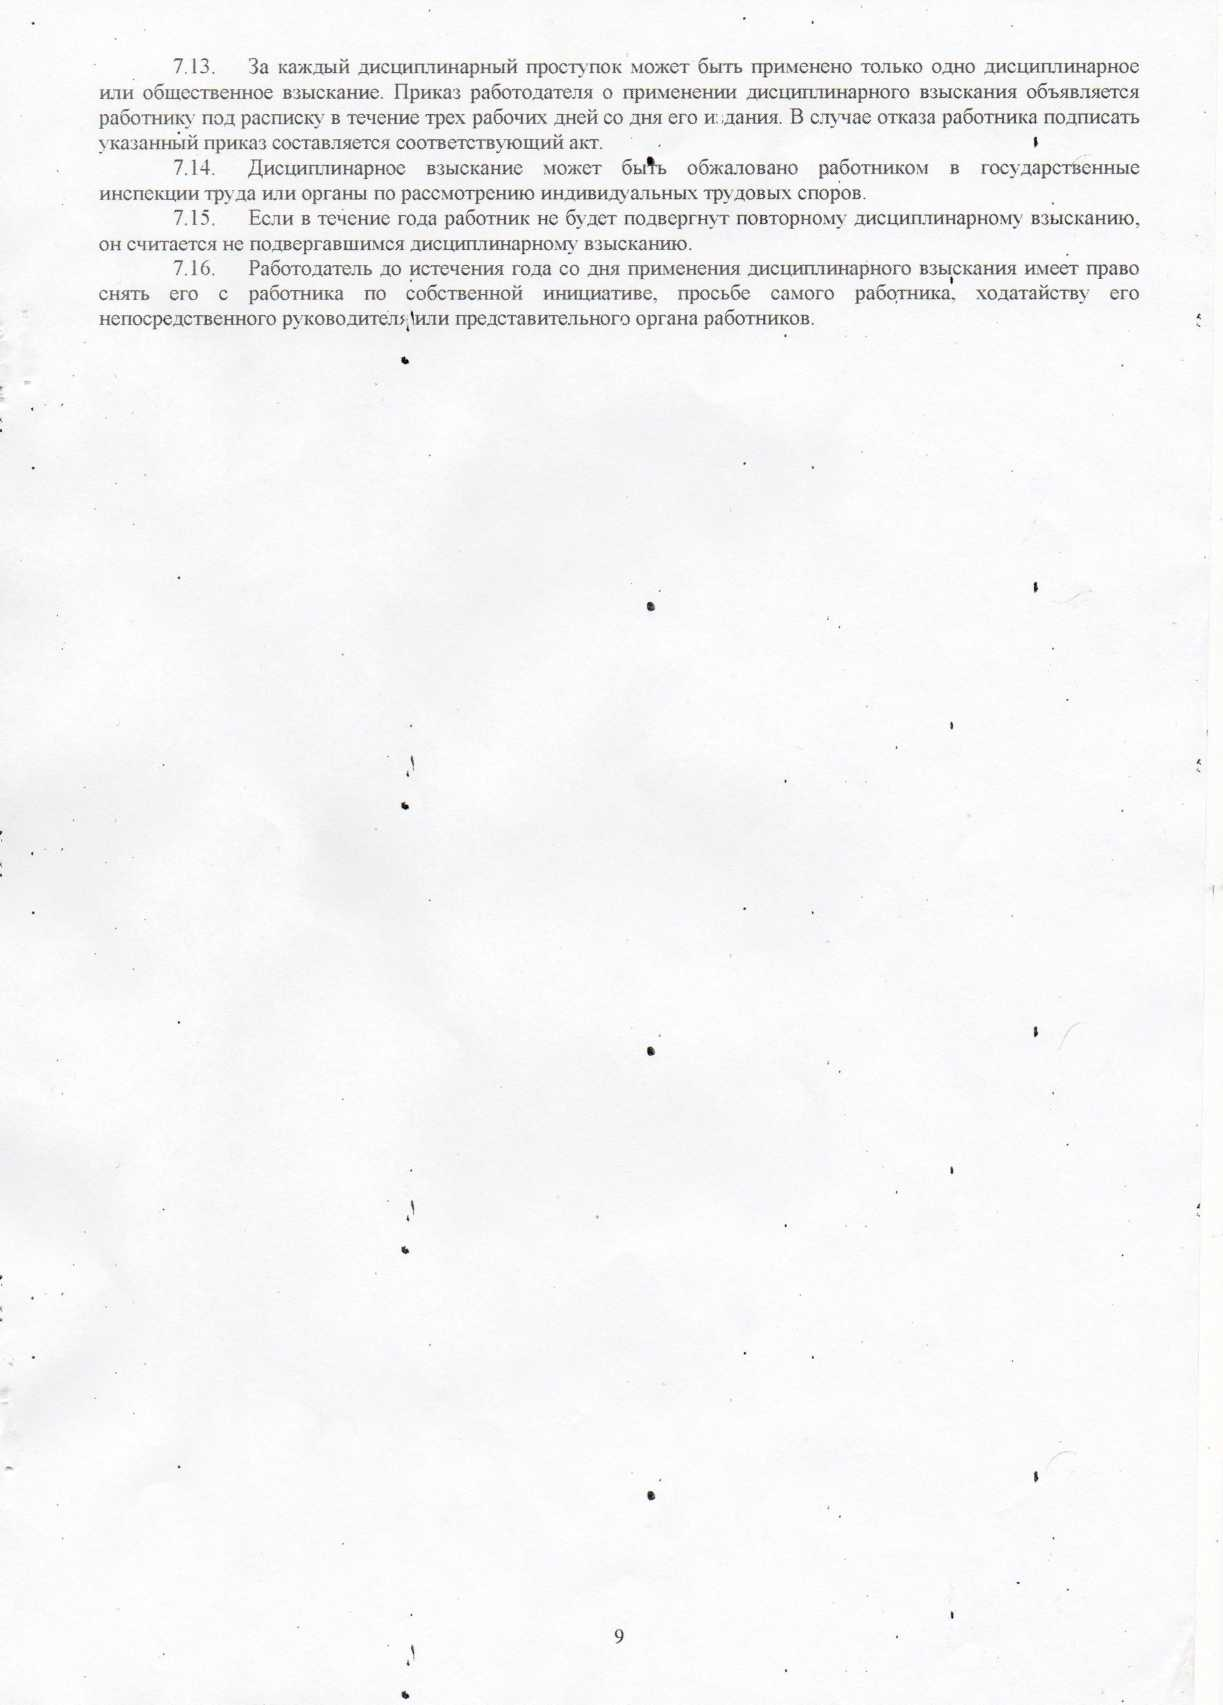 7.13. За каждый дисциплинарный проступок может быть применено только одно дисциплинарное
или общественное взыскание. Приказ работодателя о применении дисциплинарного взыскания объявляется
работнику под расписку в течение трех рабочих дней со дня его издания. В случае отказа работника подписать
указанный приказ составляется соответствующий акт.
7.14. Дисциплинарное взыскание может быть обжаловано работником в государственные
инспекции труда или органы по рассмотрению индивидуальных трудовых споров.
7.15. Если в течение года работник не будет подвергнут повторному дисциплинарному взысканию,
он считается не подвергавшимся дисциплинарному взысканию.
7.16. Работодатель до истечения года со дня применения дисциплинарного взыскания имеет право
снять его с работника по собственной инициативе, просьбе самого работника, ходатайству его
непосредственного руководителя или представительного органа работников.
9